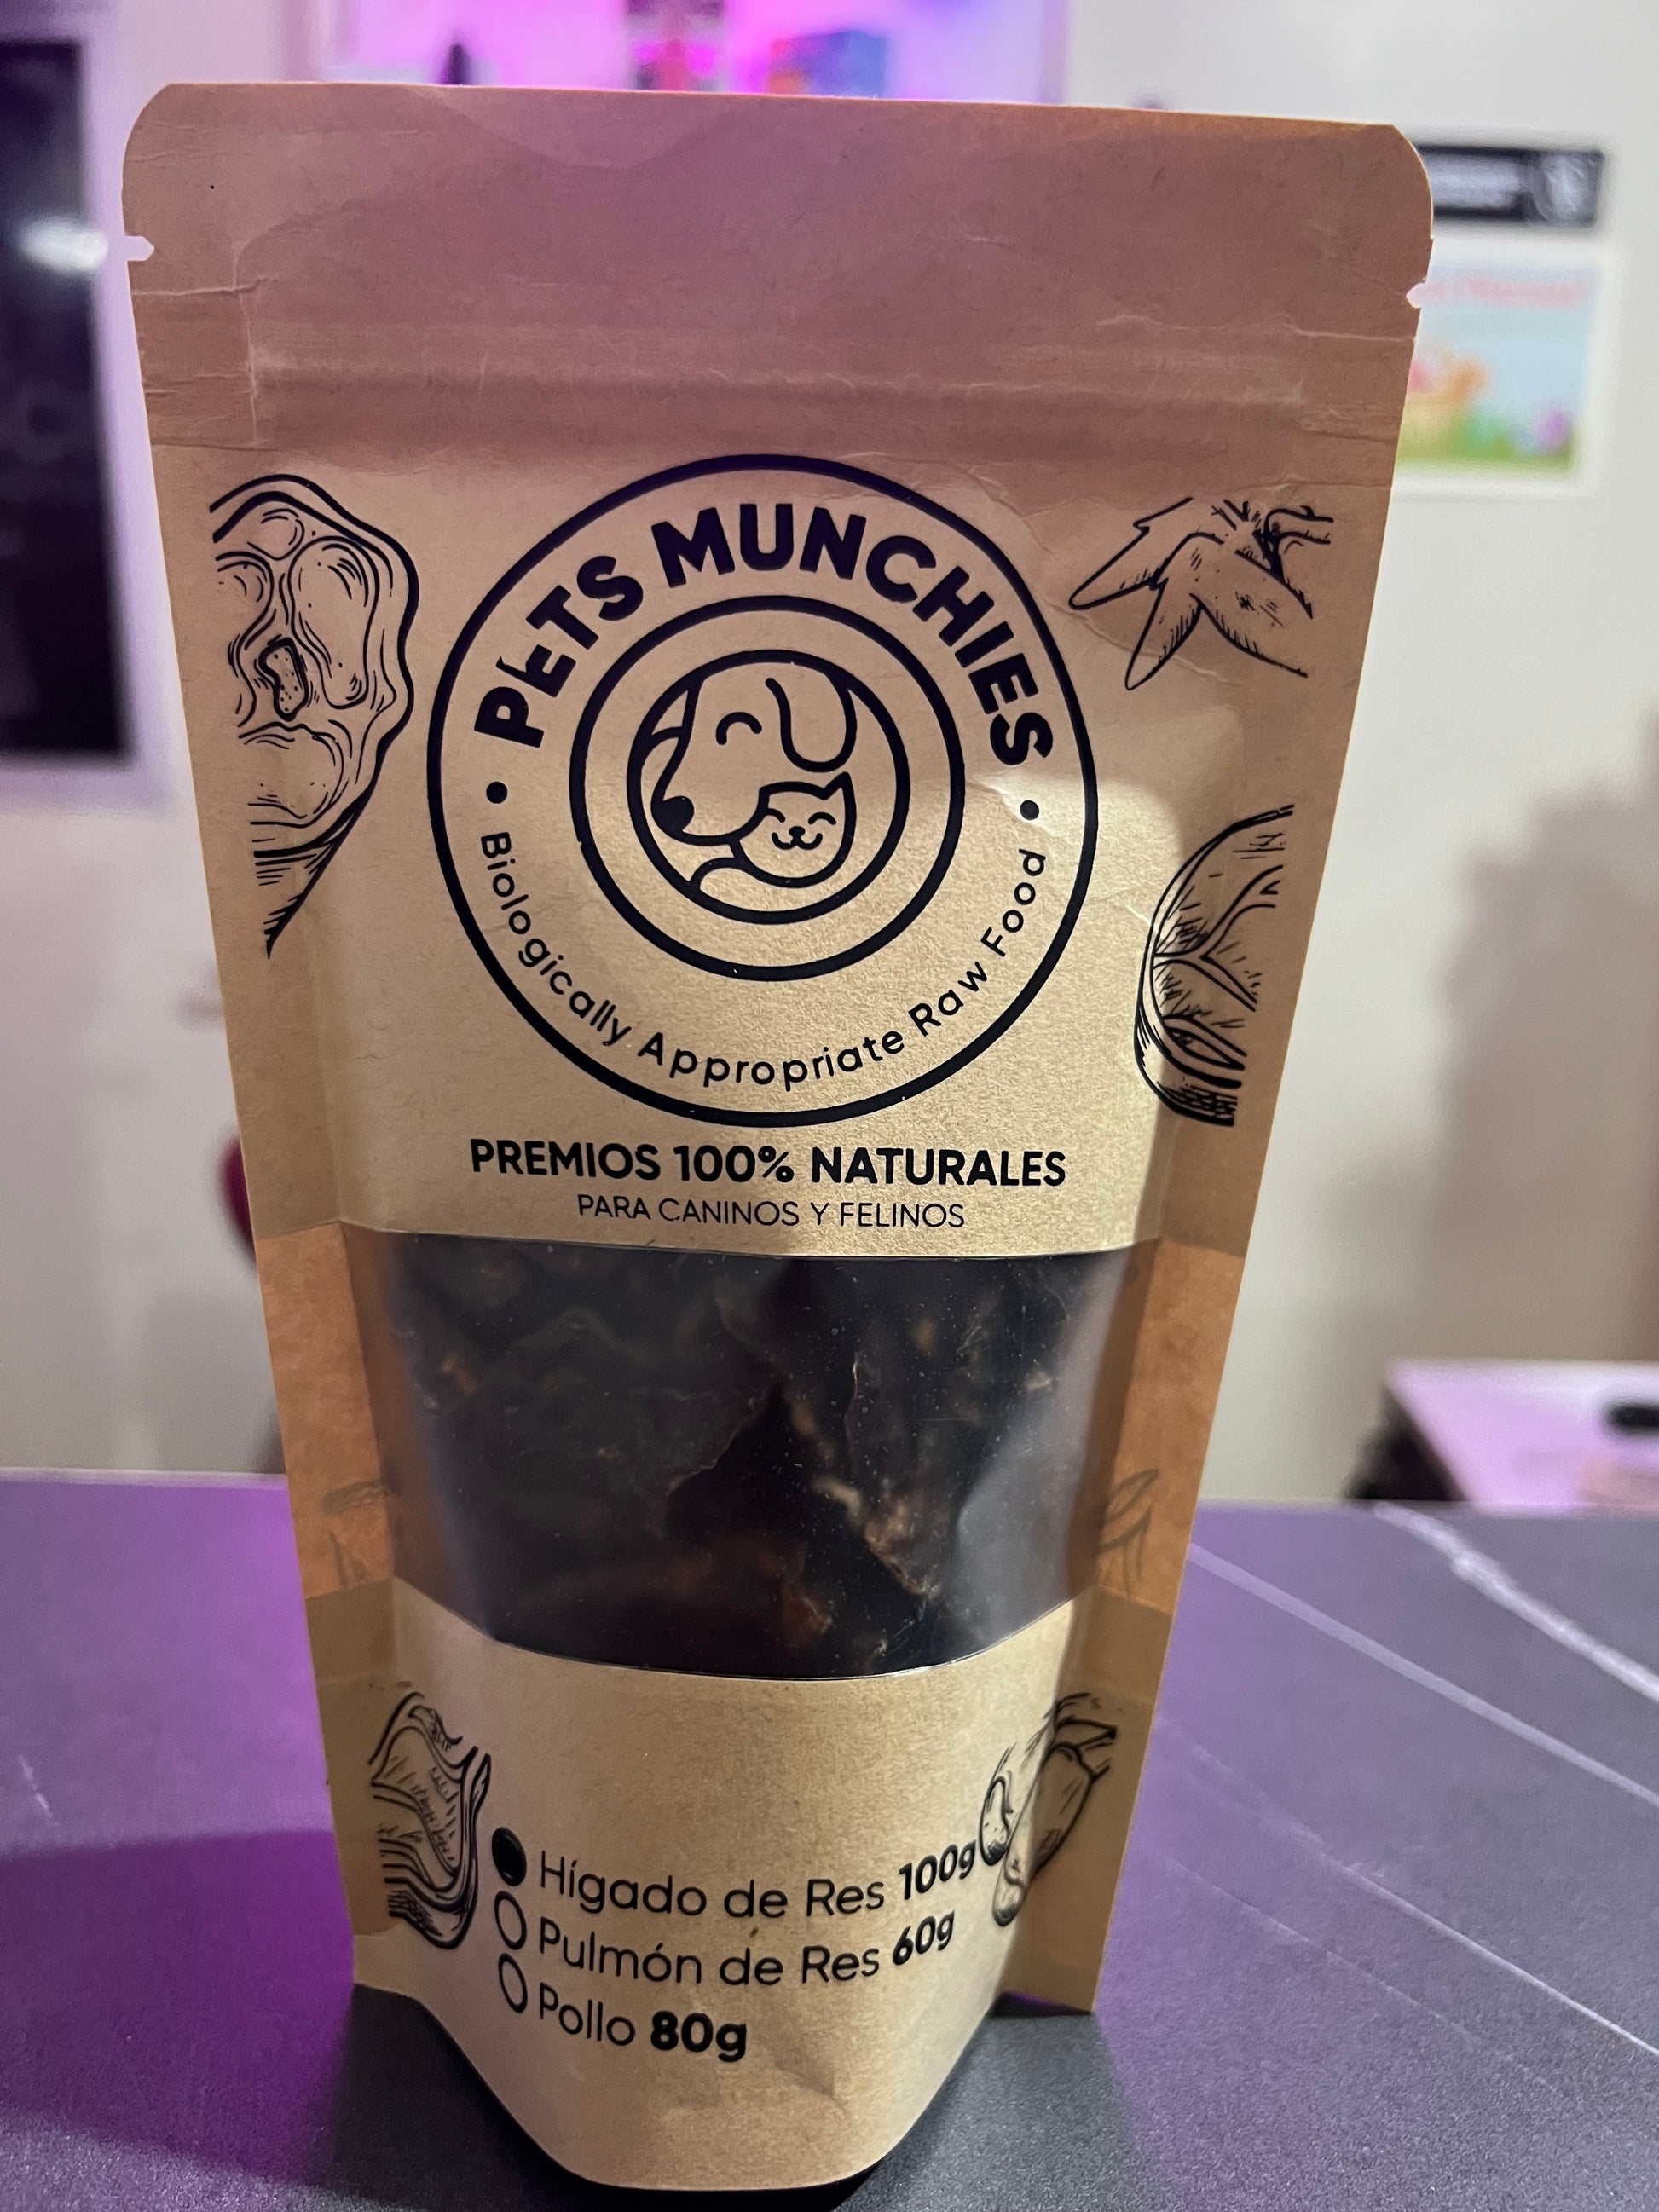 PETS MUNCHIES
Biologically Appropriate Raw Food
PREMIOS 100% NATURALES
PARA CANINOS Y FELINOS
Hígado de Res 100g
Pulmón de Res 60g
Pollo 80g